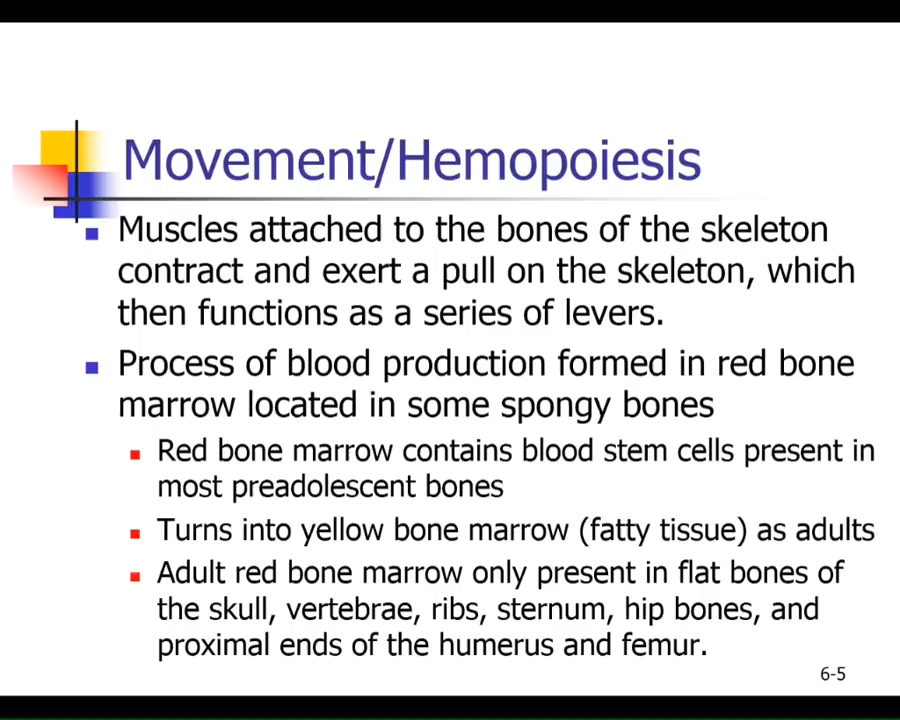 Movement/Hemopoiesis
Muscles attached to the bones of the skeleton
contract and exert a pull on the skeleton, which
then functions as a series of levers.
Process of blood production formed in red bone
marrow located in some spongy bones
Red bone marrow contains blood stem cells present in
most preadolescent bones
Turns into yellow bone marrow (fatty tissue) as adults
Adult red bone marrow only present in flat bones of
the skull, vertebrae, ribs, sternum, hip bones, and
proximal ends of the humerus and femur.
6-5